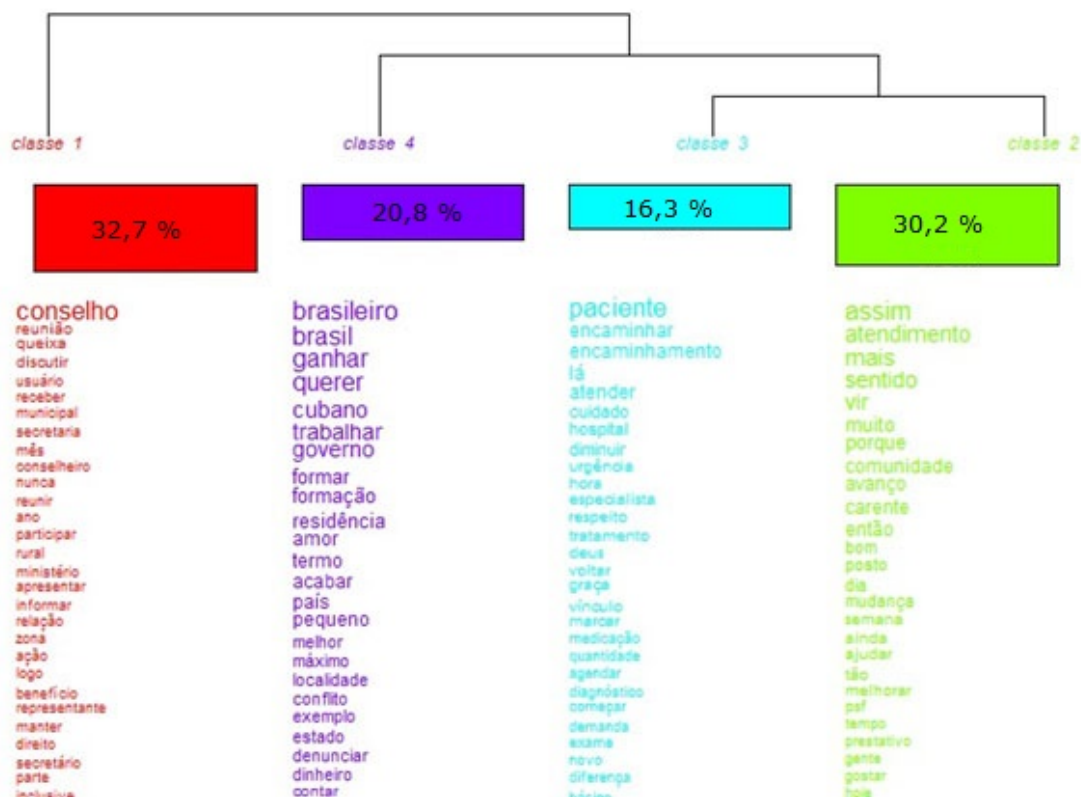 classe 1
classe 4
classe 3
classe 2
32,7 %
20,8 %
16,3 %
30,2 %
conselho
reunião
queixa
discutir
usuário
receber
municipal
secretaria
mês
conselheiro
nunca
reunir
ano
participar
rural
ministério
apresentar
informar
relação
zona
ação
logo
benefício
representante
manter
direito
secretário
parte
inclusive
brasileiro
brasil
ganhar
querer
cubano
trabalhar
governo
formar
formação
residência
amor
termo
acabar
país
pequeno
melhor
máximo
localidade
conflito
exemplo
estado
denunciar
dinheiro
contar
paciente
encaminhar
encaminhamento
lá
atender
cuidado
hospital
diminuir
urgência
hora
especialista
respeito
tratamento
deus
voltar
graça
vínculo
marcar
medicação
quantidade
agendar
diagnóstico
começar
demanda
exame
novo
diferença
assim
atendimento
mais
sentido
vir
muito
porque
comunidade
avanço
carente
então
bom
posto
dia
mudança
semana
ainda
ajudar
tão
melhorar
psf
tempo
prestativo
gente
gostar
hoje